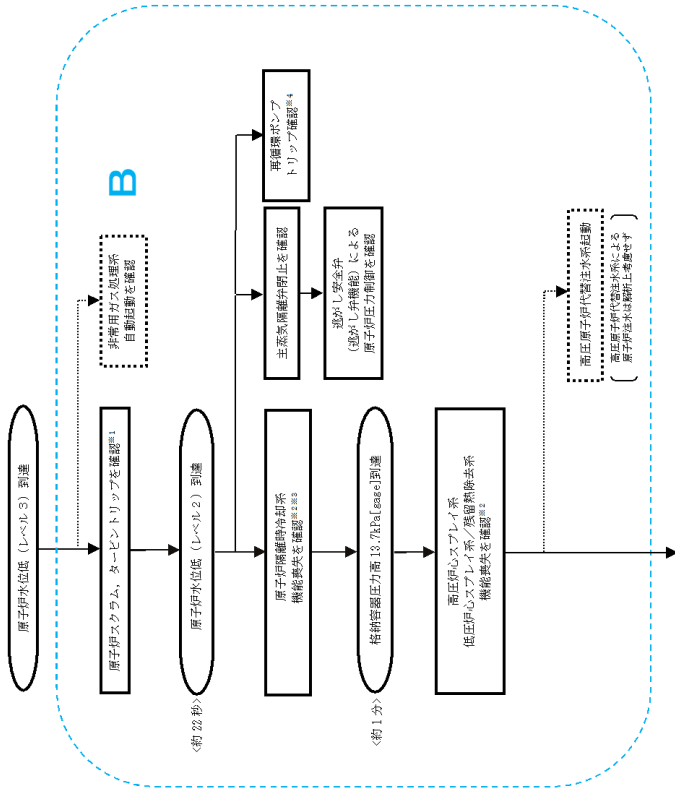 原子炉水位低（レベル３）到達
B
非常用ガス処理系
自動起動を確認
原子炉スクラム，タービントリップを確認※1
<約 22 秒>
原子炉水位低（レベル２）到達
再循環ポンプ
トリップ確認※4
主蒸気隔離弁閉止を確認
逃がし安全弁
(逃がし弁機能)による
原子炉圧力制御を確認
原子炉隔離時冷却系
機能喪失を確認※2※3
<約１分>
格納容器圧力高 13.7kPa[gage]到達
高圧炉心スプレイ系
低圧炉心スプレイ系／残留熱除去系
機能喪失を確認※2
高圧原子炉代替注水系起動
高圧原子炉代替注水系による
原子炉注水は解析上考慮せず